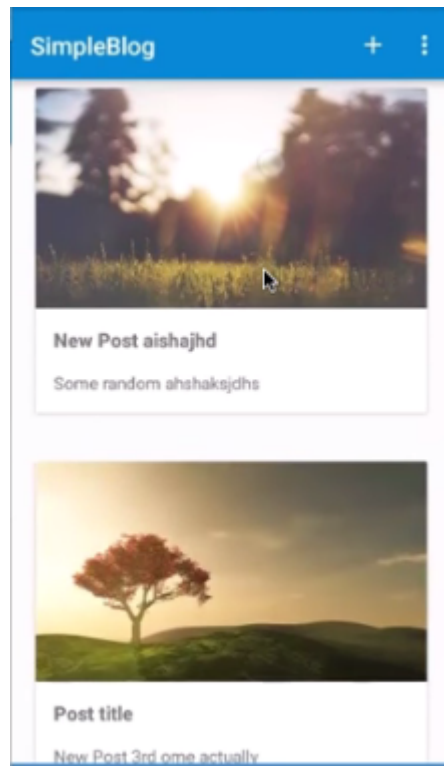 SimpleBlog
New Post aishajhd
Some random ahshaksjdhs
Post title
New Post 3rd ome actually